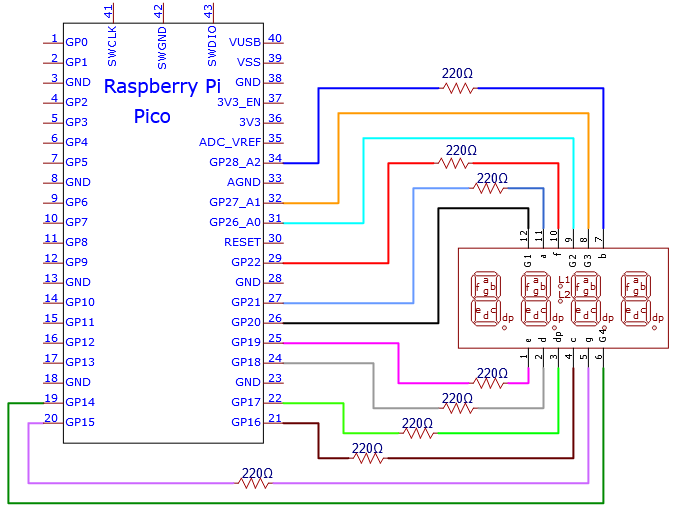 41 42 43
SWCLK SWGND SWDIO
1 GP0 VUSB 40
2 GP1 VSS 39
3 GND GND 38
Raspberry Pi
Pico
4 GP2 3V3_EN 37
5 GP3 3V3 36
6 GP4 ADC_VREF 35
7 GP5 GP28_A2 34
8 GND AGND 33
9 GP6 GP27_A1 32
10 GP7 GP26_A0 31
11 GP8 RESET 30
12 GP9 GP22 29
13 GND GND 28
14 GP10 GP21 27
15 GP11 GP20 26
16 GP12 GP19 25
17 GP13 GP18 24
18 GND GND 23
19 GP14 GP17 22
20 GP15 GP16 21
220Ω
220Ω
220Ω
12 11 10 9 8 7
G1 a f G2 G3 b
a f b g e c d dp
a f b g e c d dp
L1
L2
a f b g e c d dp
a f b g e c d dp
e d dp c g G4
1 2 3 4 5 6
220Ω
220Ω
220Ω
220Ω
220Ω